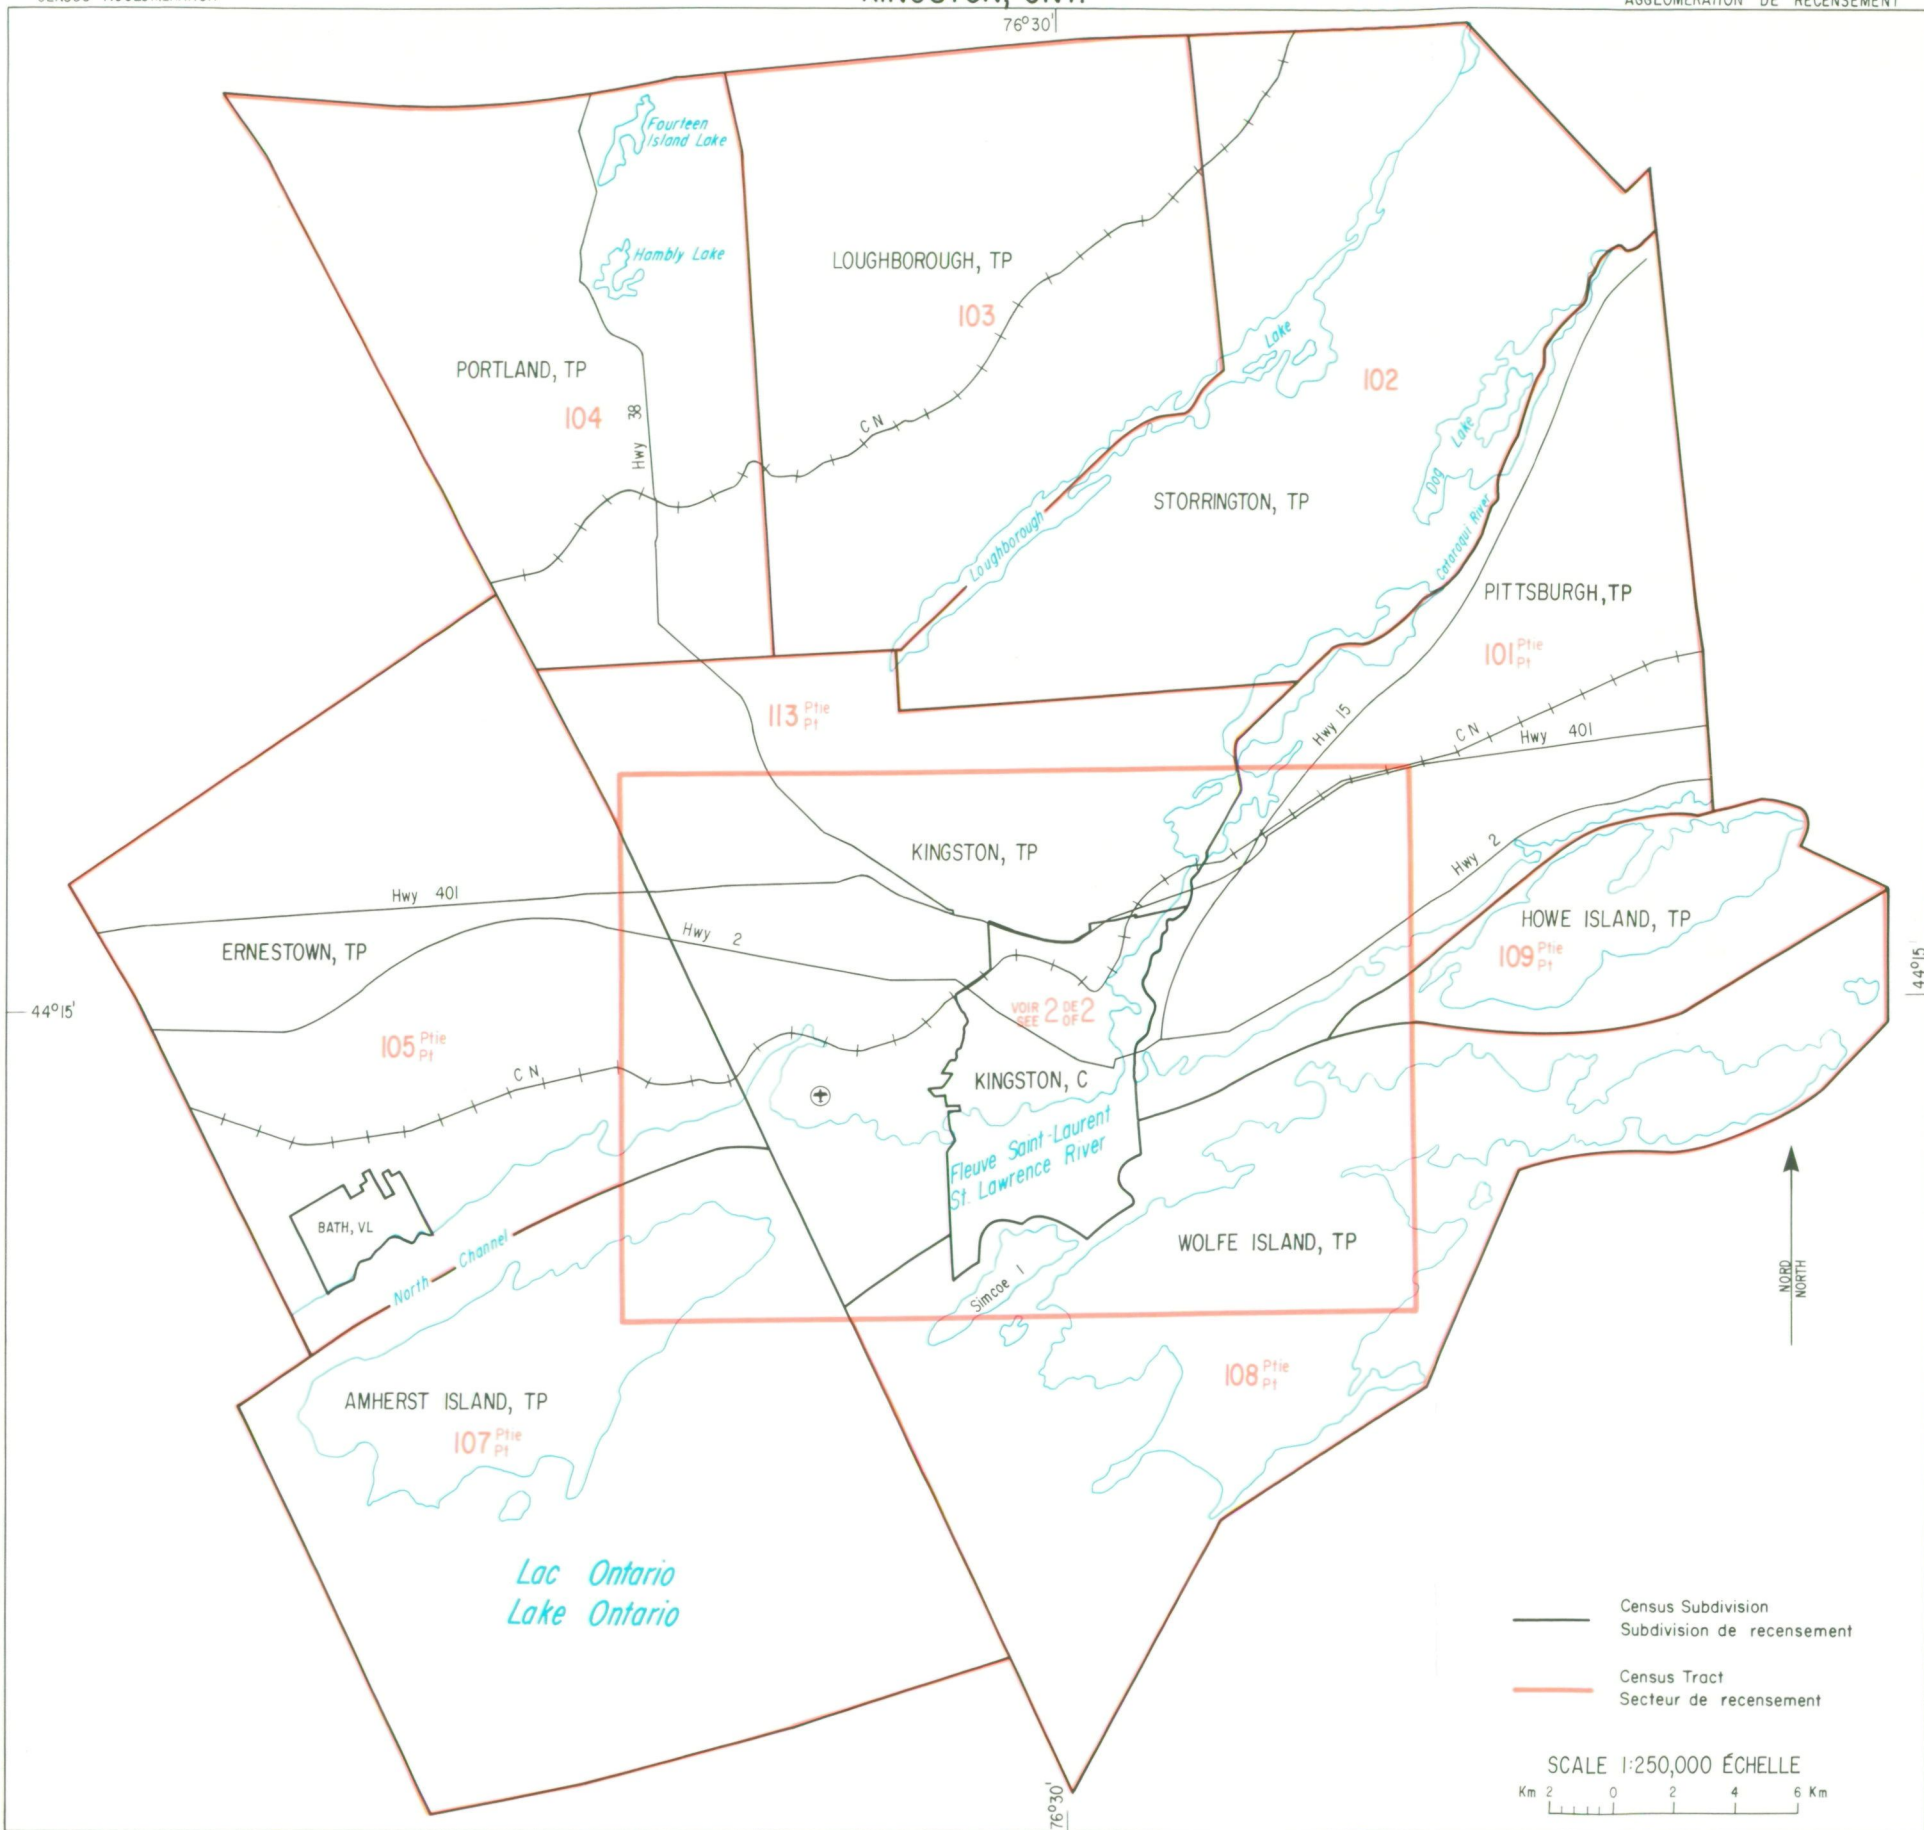 76°30'
Fourteen
Island Lake
Hambly Lake
LOUGHBOROUGH, TP
103
PORTLAND, TP
104
Hwy 38
CN
Lake
102
STORRINGTON, TP
Dog Lake
Loughborough
Cataraqui River
PITTSBURGH, TP
101 Ptie
Pt
113 Ptie
Pt
Hwy 15
CN
Hwy 401
KINGSTON, TP
Hwy 2
Hwy 401
HOWE ISLAND, TP
109 Ptie
Pt
ERNESTOWN, TP
Hwy 2
44°15'
44°15'
VOIR 2 DE 2
SEE OF
105 Ptie
Pt
CN
KINGSTON, C
Fleuve Saint-Laurent
St. Lawrence River
BATH, VL
North Channel
WOLFE ISLAND, TP
Simcoe I
NORD
NORTH
108 Ptie
Pt
AMHERST ISLAND, TP
107 Ptie
Pt
Lac Ontario
Lake Ontario
Census Subdivision
Subdivision de recensement
Census Tract
Secteur de recensement
SCALE 1:250,000 ÉCHELLE
Km 2 0 2 4 6 Km
76°30'